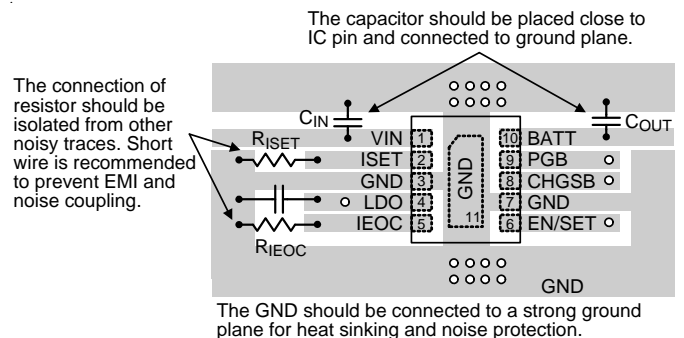 The capacitor should be placed close to
IC pin and connected to ground plane.
The connection of
resistor should be
isolated from other
noisy traces. Short
wire is recommended
to prevent EMI and
noise coupling.
CIN
COUT
RISET
VIN 1
10 BATT
ISET 2
9 PGB
GND 3
8 CHGSB
LDO 4
7 GND
IEOC 5
6 EN/SET
GND
11
RIEOC
GND
The GND should be connected to a strong ground
plane for heat sinking and noise protection.